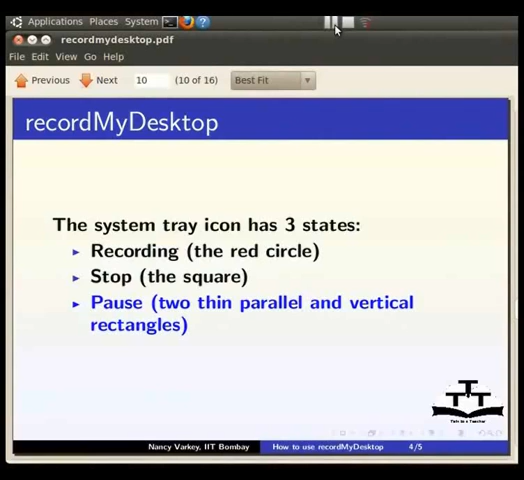 Applications Places System
recordmydesktop.pdf
File Edit View Go Help
Previous Next 10 (10 of 16) Best Fit
recordMyDesktop
The system tray icon has 3 states:
Recording (the red circle)
Stop (the square)
Pause (two thin parallel and vertical
rectangles)
Nancy Varkey, IIT Bombay How to use recordMyDesktop 4/5